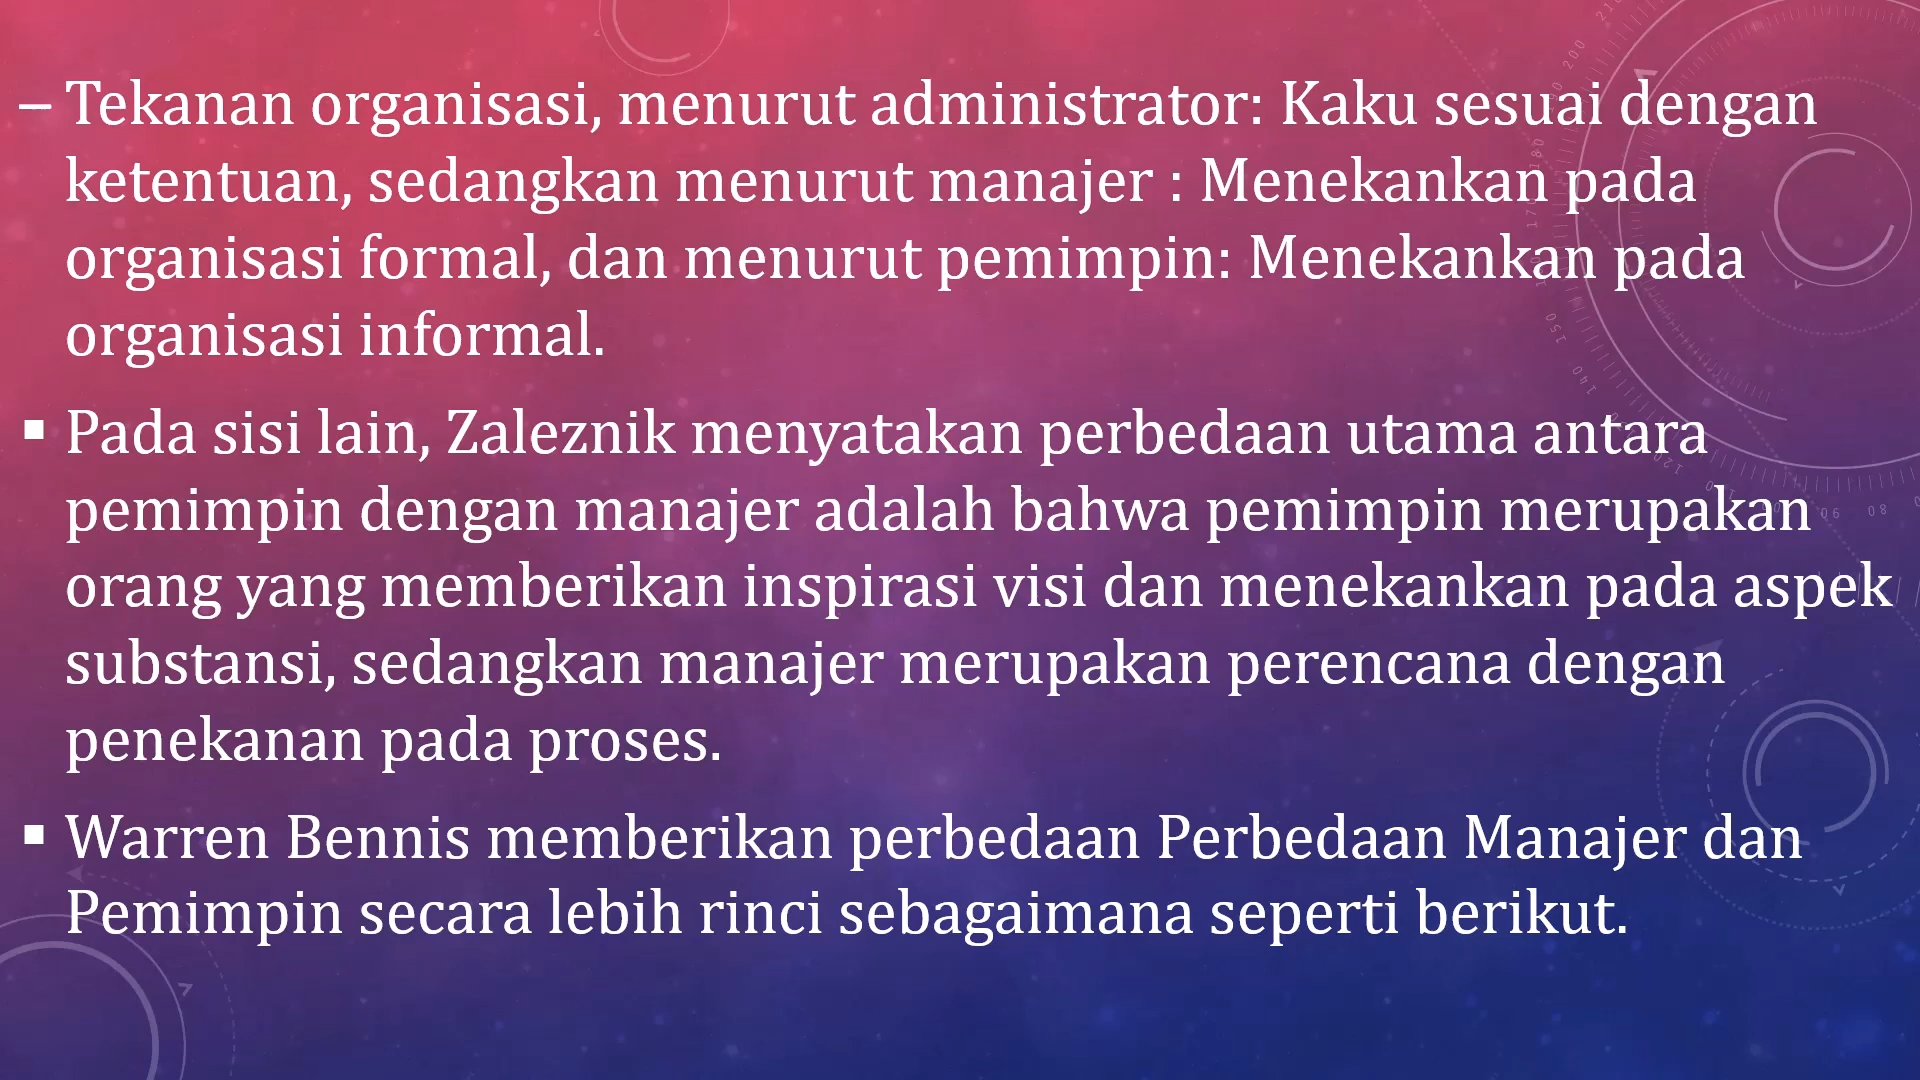 – Tekanan organisasi, menurut administrator: Kaku sesuai dengan
ketentuan, sedangkan menurut manajer : Menekankan pada
organisasi formal, dan menurut pemimpin: Menekankan pada
organisasi informal.
▪ Pada sisi lain, Zaleznik menyatakan perbedaan utama antara
pemimpin dengan manajer adalah bahwa pemimpin merupakan
orang yang memberikan inspirasi visi dan menekankan pada aspek
substansi, sedangkan manajer merupakan perencana dengan
penekanan pada proses.
▪ Warren Bennis memberikan perbedaan Perbedaan Manajer dan
Pemimpin secara lebih rinci sebagaimana seperti berikut.